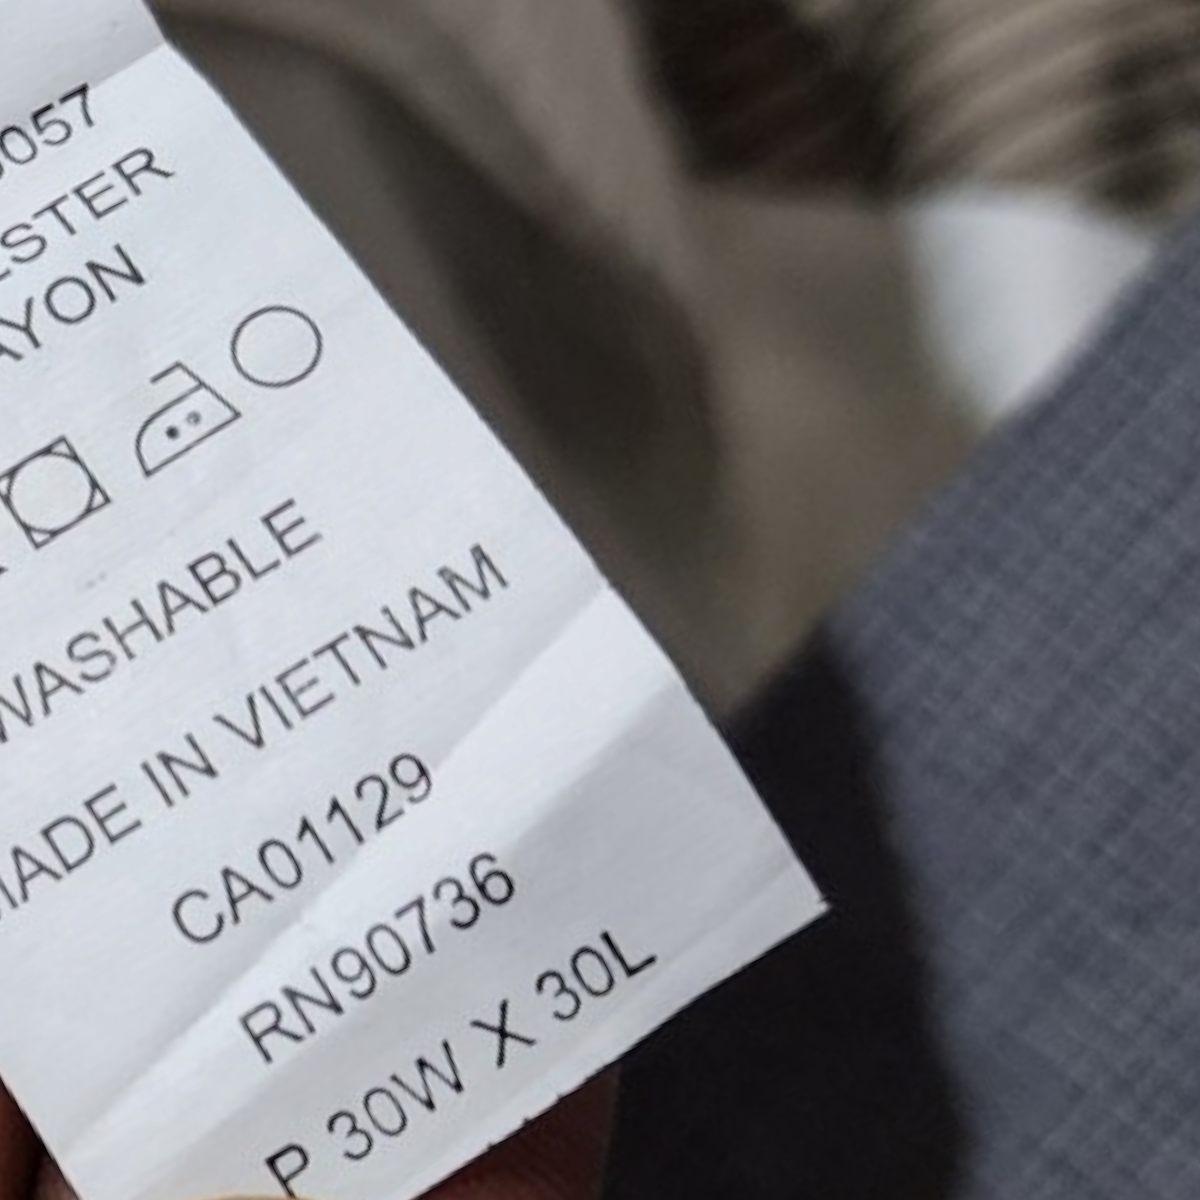 057
ESTER
AYON
WASHABLE
MADE IN VIETNAM
CA01129
RN90736
P 30W X 30L